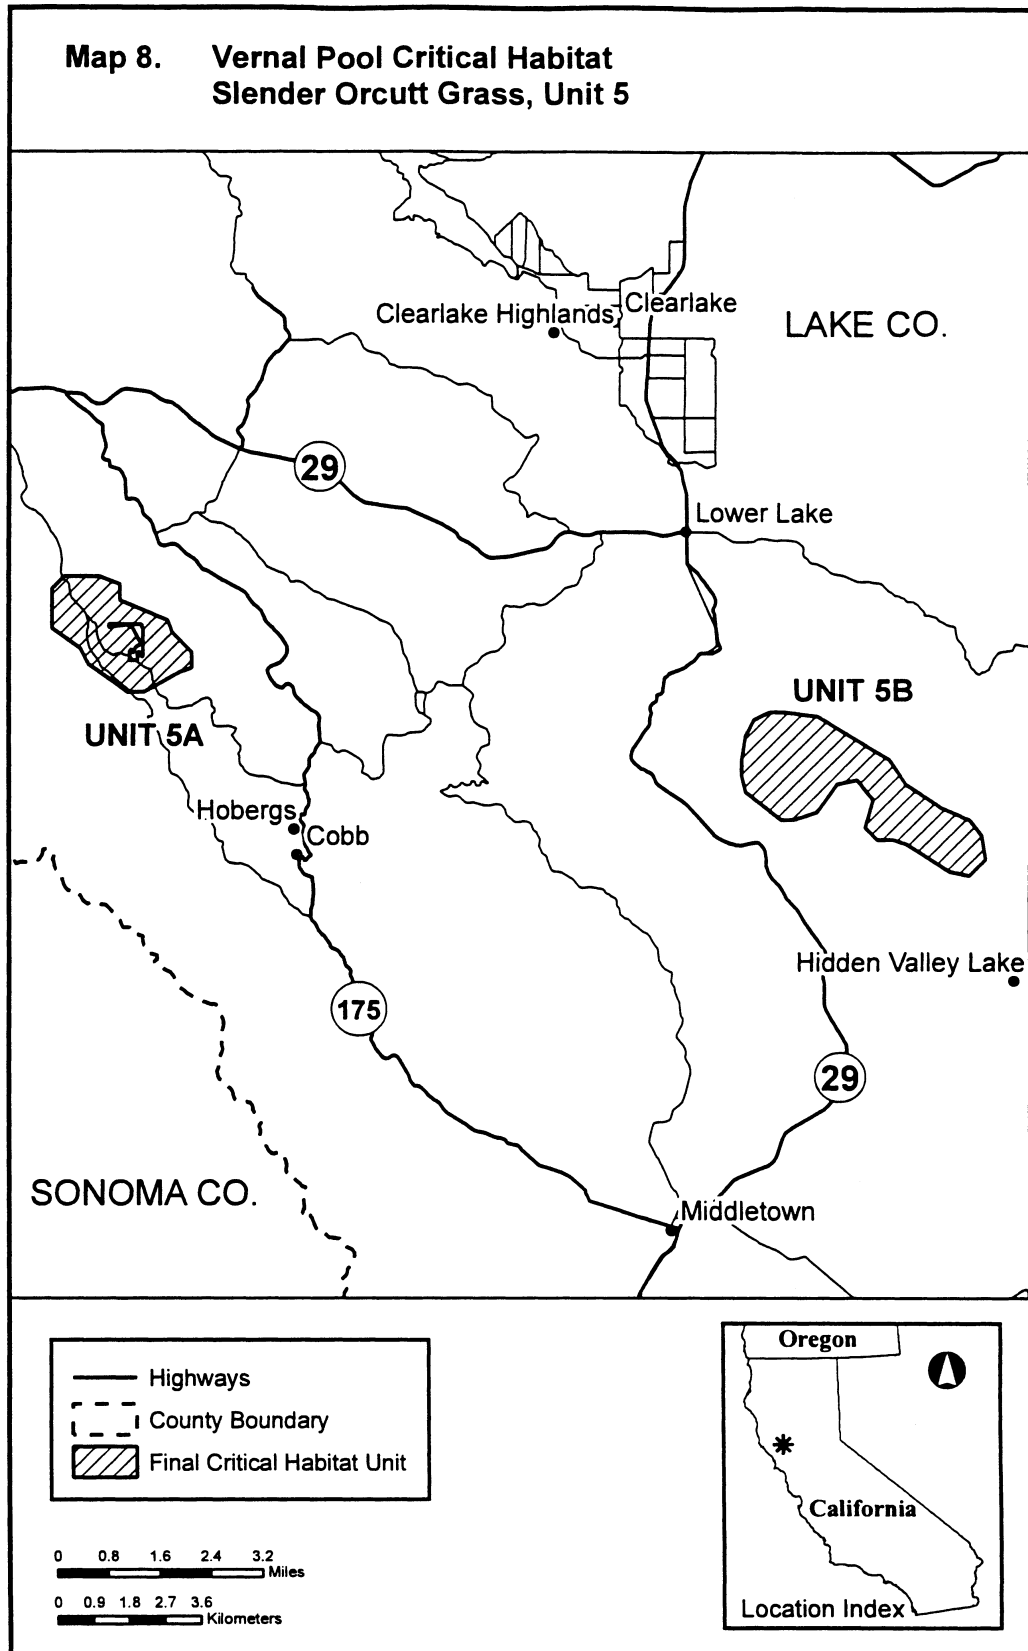 Map 8. Vernal Pool Critical Habitat
Slender Orcutt Grass, Unit 5
Clearlake Highlands
Clearlake
LAKE CO.
29
Lower Lake
UNIT 5B
UNIT 5A
Hobergs
Cobb
Hidden Valley Lake
175
29
SONOMA CO.
Middletown
Highways
County Boundary
Final Critical Habitat Unit
0 0.8 1.6 2.4 3.2
Miles
0 0.9 1.8 2.7 3.6
Kilometers
Oregon
California
Location Index